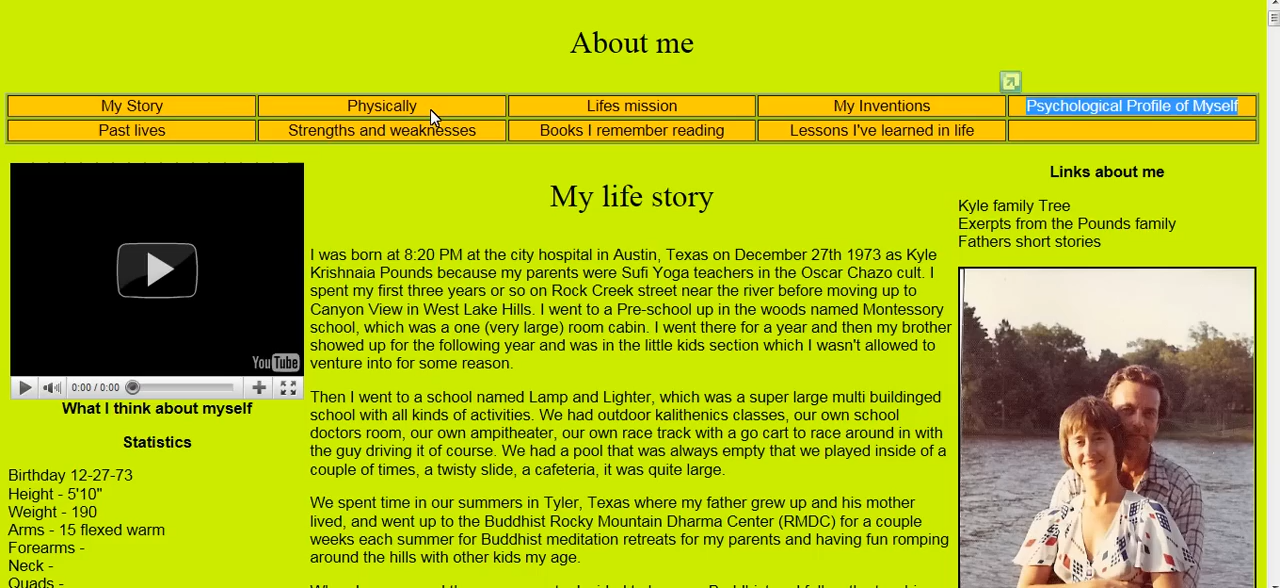 About me
My Story
Physically
Lifes mission
My Inventions
Psychological Profile of Myself
Past lives
Strengths and weaknesses
Books I remember reading
Lessons I've learned in life
YouTube
0:00 / 0:00
What I think about myself
Statistics
Birthday 12-27-73
Height - 5'10"
Weight - 190
Arms - 15 flexed warm
Forearms -
Neck -
Quads -
My life story
I was born at 8:20 PM at the city hospital in Austin, Texas on December 27th 1973 as Kyle
Krishnaia Pounds because my parents were Sufi Yoga teachers in the Oscar Chazo cult. I
spent my first three years or so on Rock Creek street near the river before moving up to
Canyon View in West Lake Hills. I went to a Pre-school up in the woods named Montessory
school, which was a one (very large) room cabin. I went there for a year and then my brother
showed up for the following year and was in the little kids section which I wasn't allowed to
venture into for some reason.
Then I went to a school named Lamp and Lighter, which was a super large multi buildinged
school with all kinds of activities. We had outdoor kalithenics classes, our own school
doctors room, our own ampitheater, our own race track with a go cart to race around in with
the guy driving it of course. We had a pool that was always empty that we played inside of a
couple of times, a twisty slide, a cafeteria, it was quite large.
We spent time in our summers in Tyler, Texas where my father grew up and his mother
lived, and went up to the Buddhist Rocky Mountain Dharma Center (RMDC) for a couple
weeks each summer for Buddhist meditation retreats for my parents and having fun romping
around the hills with other kids my age.
Links about me
Kyle family Tree
Exerpts from the Pounds family
Fathers short stories